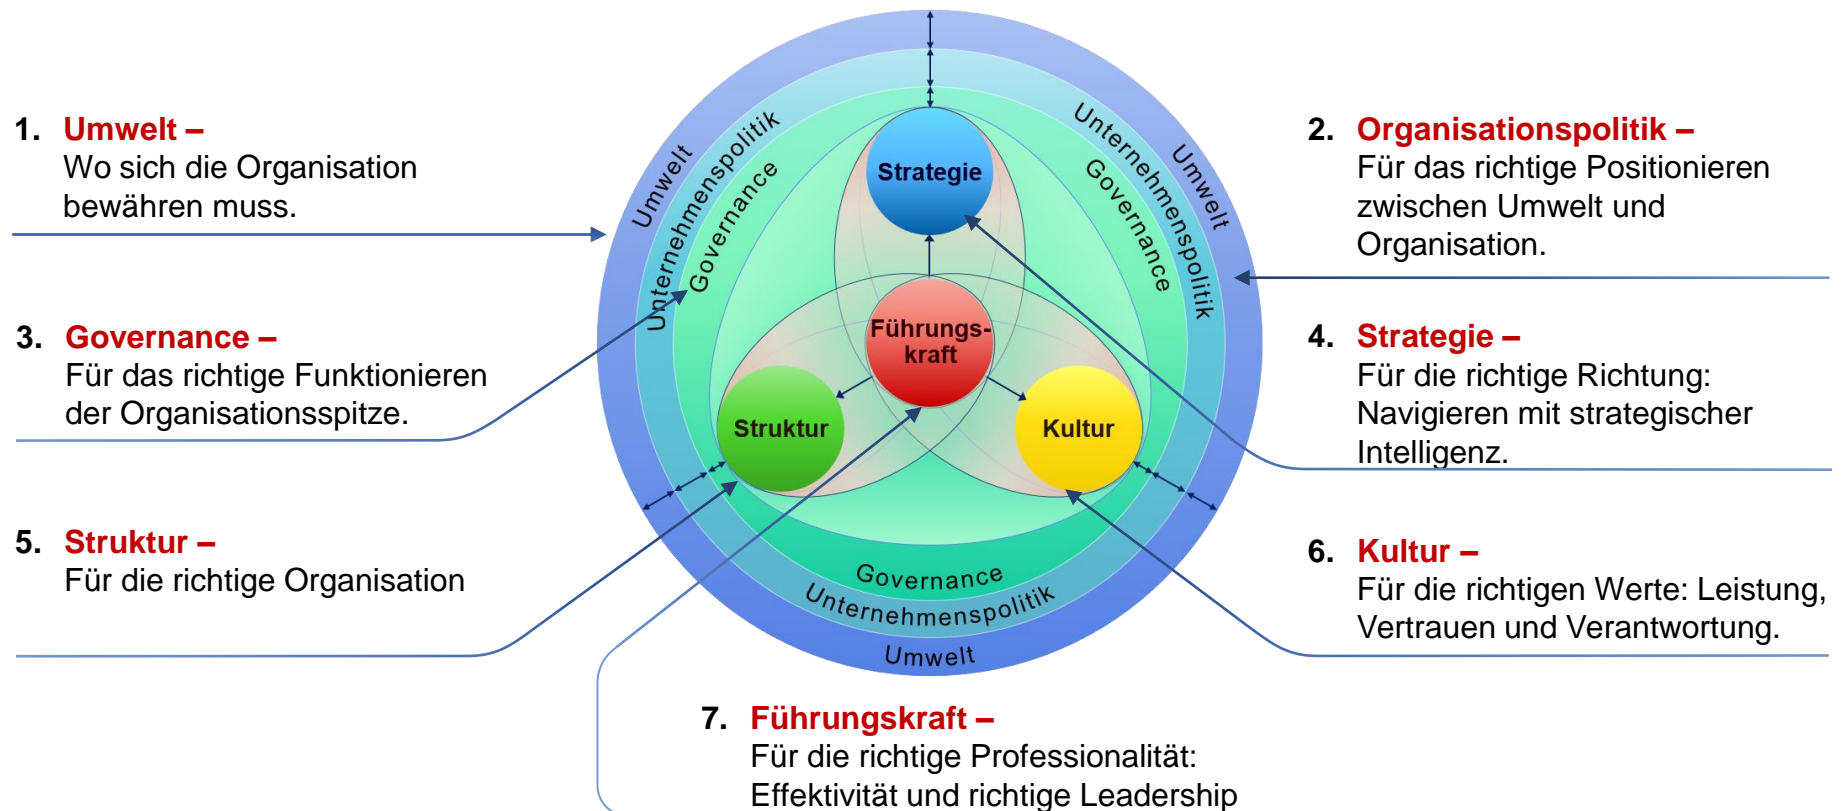 1. Umwelt –
Wo sich die Organisation
bewähren muss.
2. Organisationspolitik –
Für das richtige Positionieren
zwischen Umwelt und
Organisation.
3. Governance –
Für das richtige Funktionieren
der Organisationsspitze.
4. Strategie –
Für die richtige Richtung:
Navigieren mit strategischer
Intelligenz.
5. Struktur –
Für die richtige Organisation
6. Kultur –
Für die richtigen Werte: Leistung,
Vertrauen und Verantwortung.
7. Führungskraft –
Für die richtige Professionalität:
Effektivität und richtige Leadership
Umwelt
Unternehmenspolitik
Governance
Umwelt
Unternehmenspolitik
Governance
Strategie
Führungs-
kraft
Struktur
Kultur
Governance
Unternehmenspolitik
Umwelt